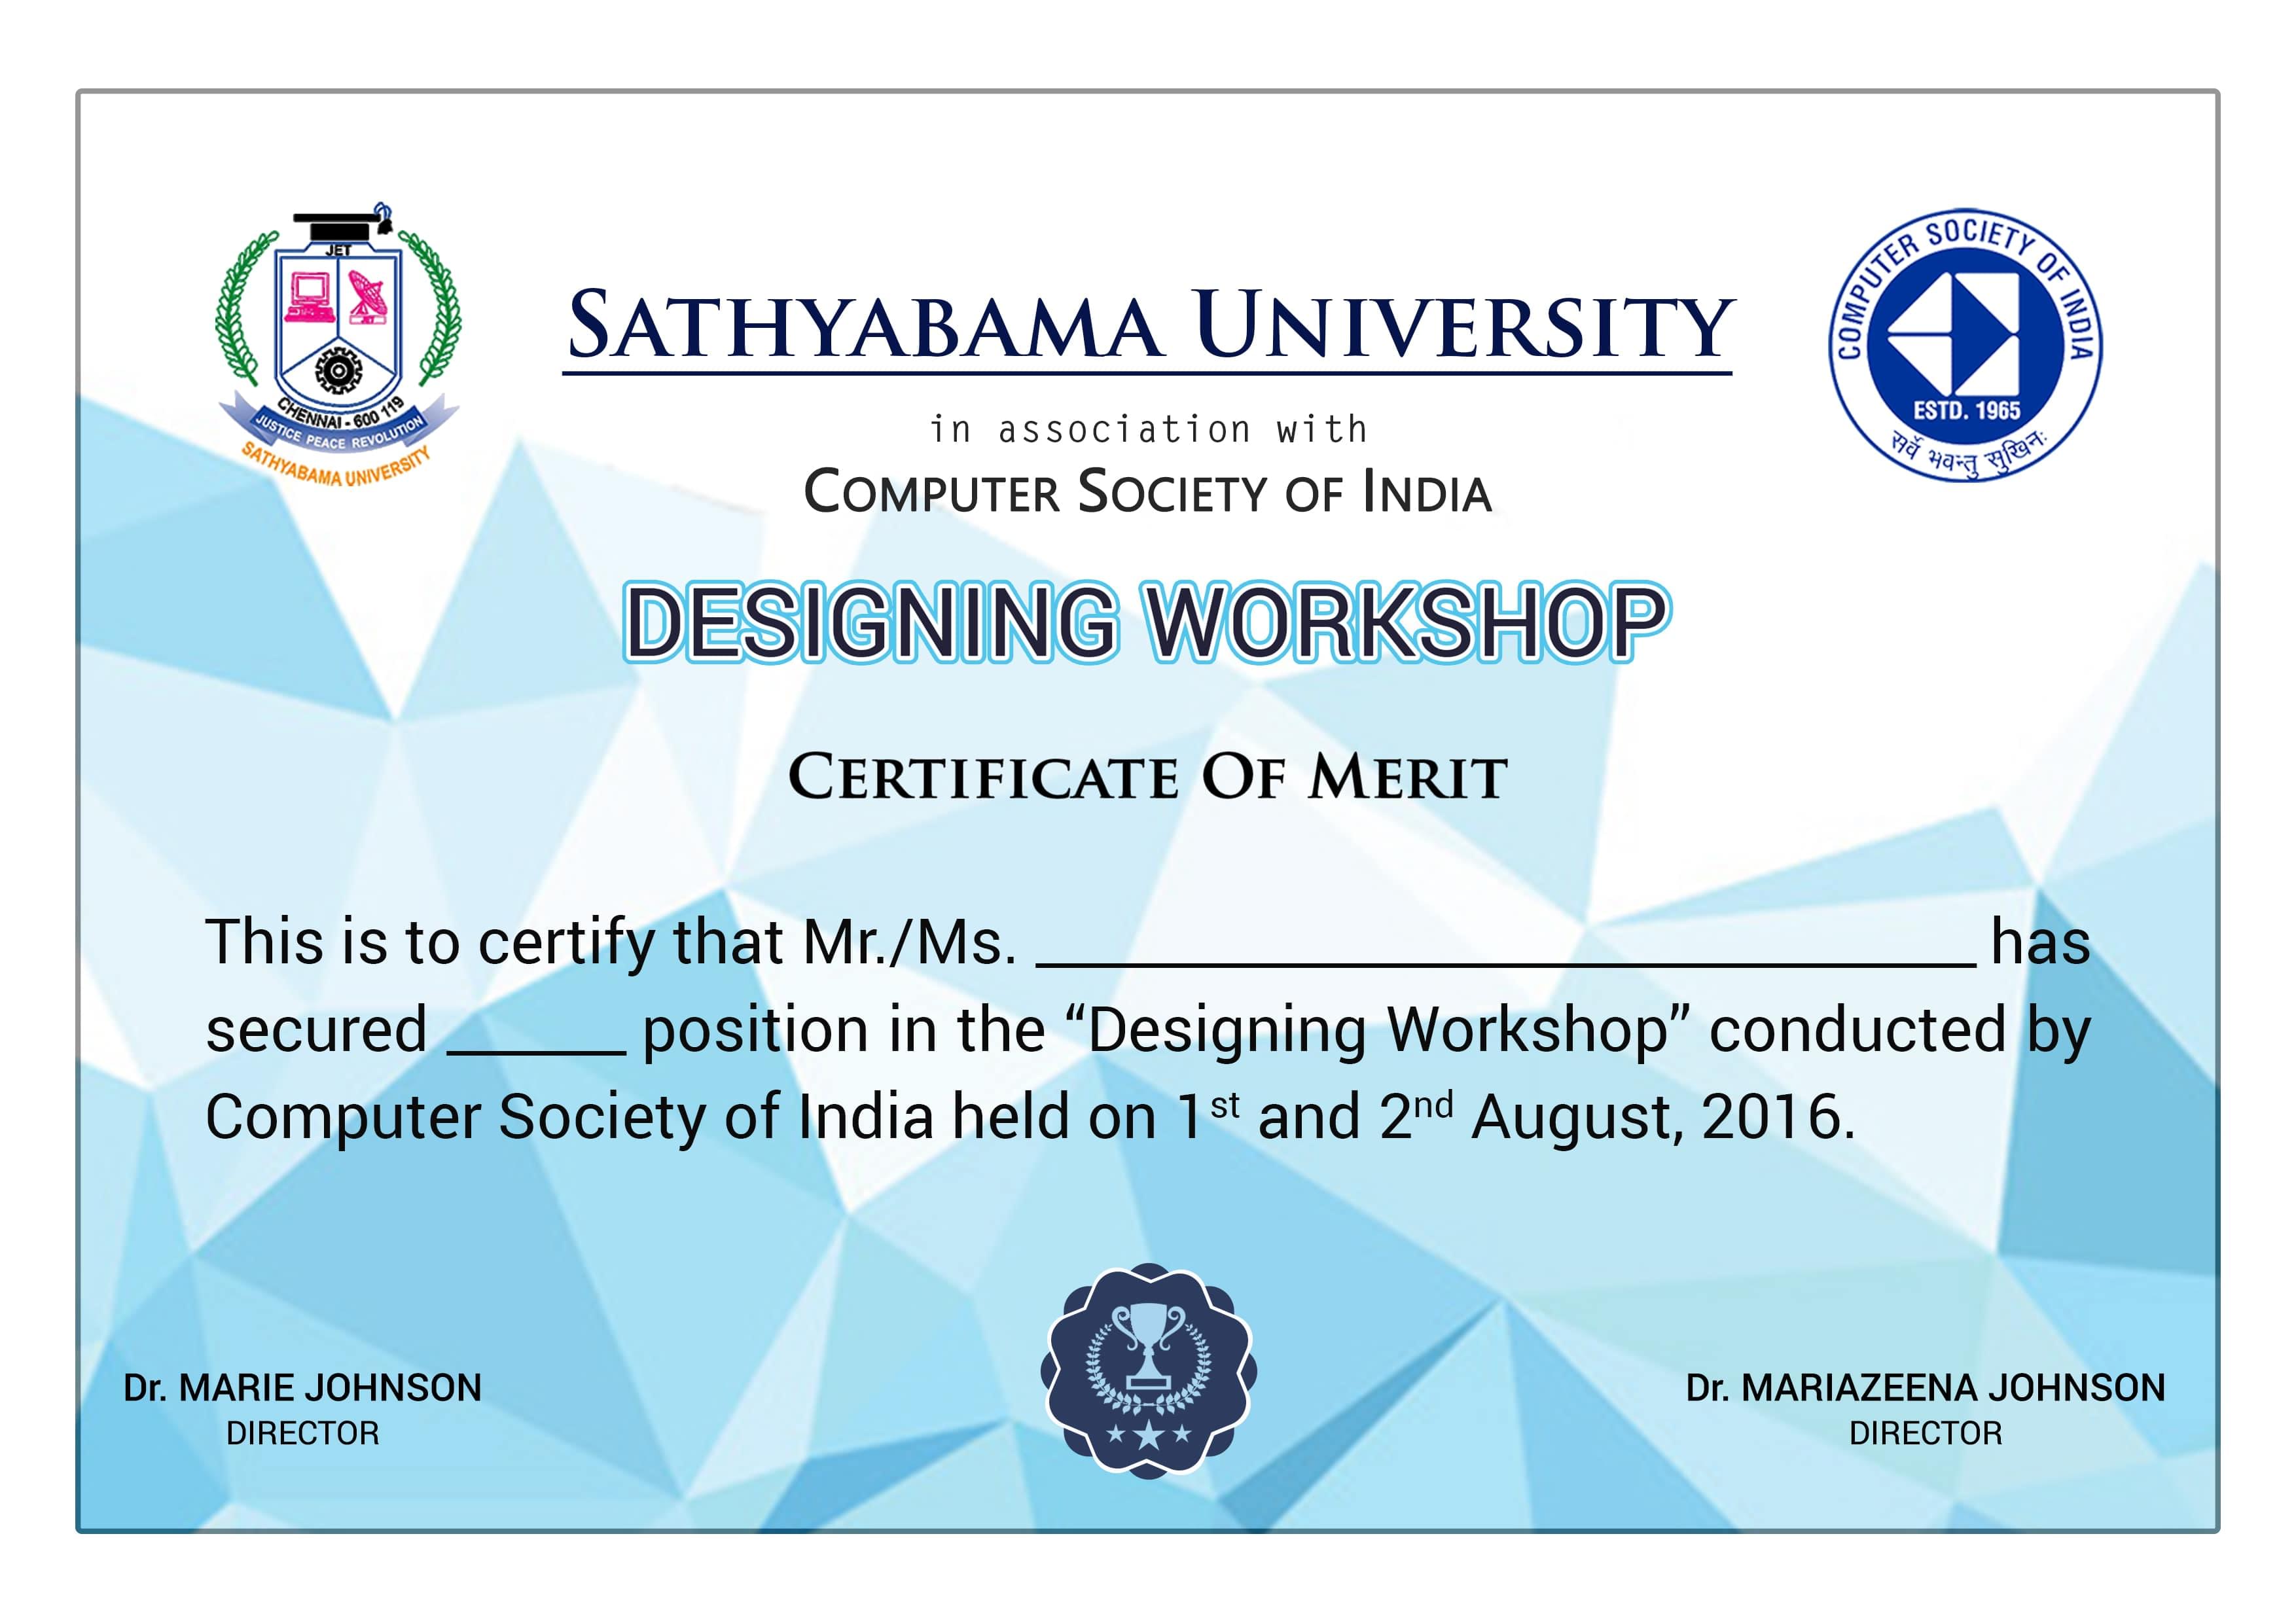 JET
CHENNAI - 600 119
JUSTICE PEACE REVOLUTION
SATHYABAMA UNIVERSITY
SATHYABAMA UNIVERSITY
in association with
COMPUTER SOCIETY OF INDIA
COMPUTER SOCIETY OF INDIA
ESTD. 1965
सर्वे भवन्तु सुखिनः
DESIGNING WORKSHOP
CERTIFICATE OF MERIT
This is to certify that Mr./Ms. ____________________ has
secured _____ position in the “Designing Workshop” conducted by
Computer Society of India held on 1st and 2nd August, 2016.
Dr. MARIE JOHNSON
DIRECTOR
Dr. MARIAZEENA JOHNSON
DIRECTOR